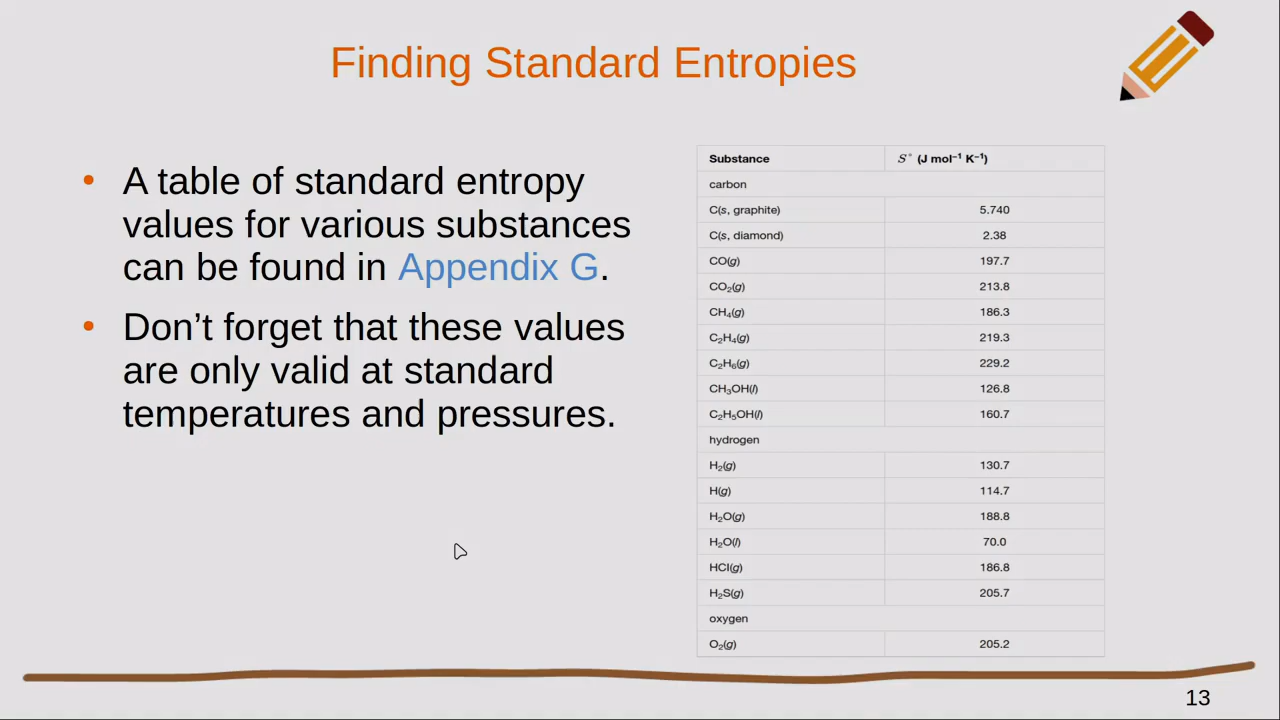 Finding Standard Entropies
• A table of standard entropy
values for various substances
can be found in Appendix G.
• Don’t forget that these values
are only valid at standard
temperatures and pressures.
Substance S° (J mol⁻¹ K⁻¹)
carbon
C(s, graphite) 5.740
C(s, diamond) 2.38
CO(g) 197.7
CO₂(g) 213.8
CH₄(g) 186.3
C₂H₄(g) 219.3
C₂H₆(g) 229.2
CH₃OH(l) 126.8
C₂H₅OH(l) 160.7
hydrogen
H₂(g) 130.7
H(g) 114.7
H₂O(g) 188.8
H₂O(l) 70.0
HCl(g) 186.8
H₂S(g) 205.7
oxygen
O₂(g) 205.2
13